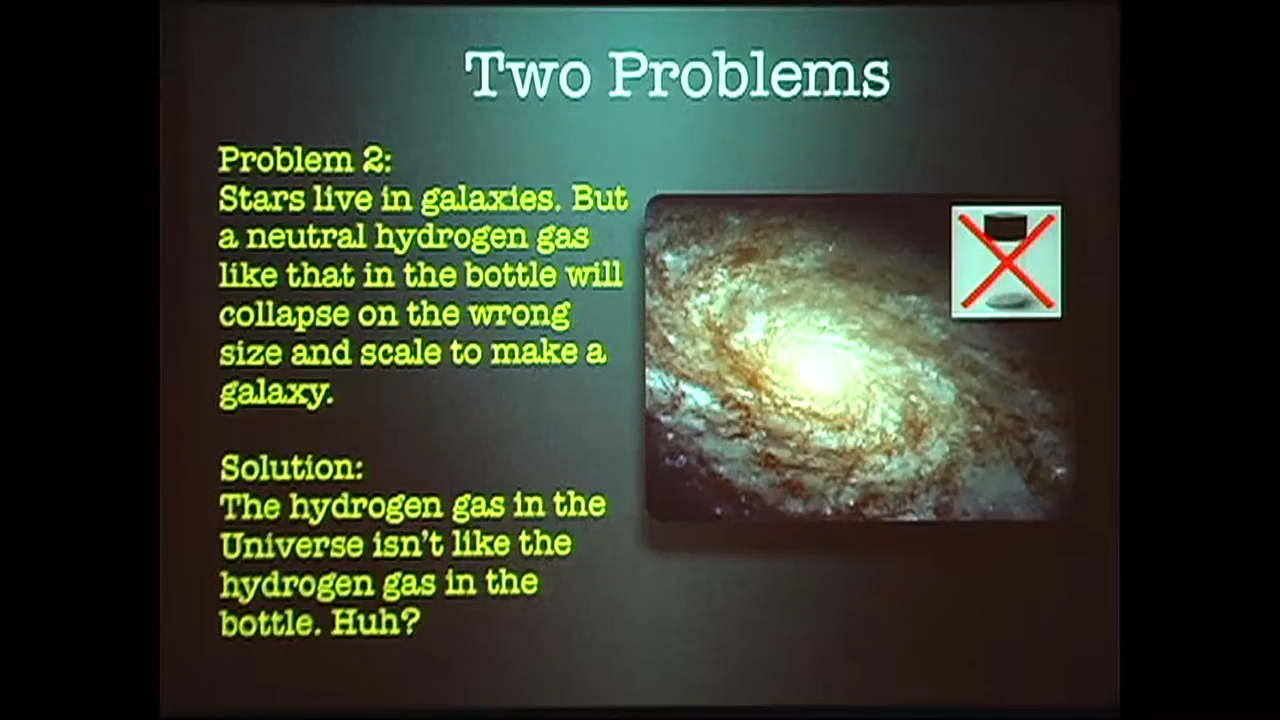 Two Problems
Problem 2:
Stars live in galaxies. But
a neutral hydrogen gas
like that in the bottle will
collapse on the wrong
size and scale to make a
galaxy.
Solution:
The hydrogen gas in the
Universe isn't like the
hydrogen gas in the
bottle. Huh?